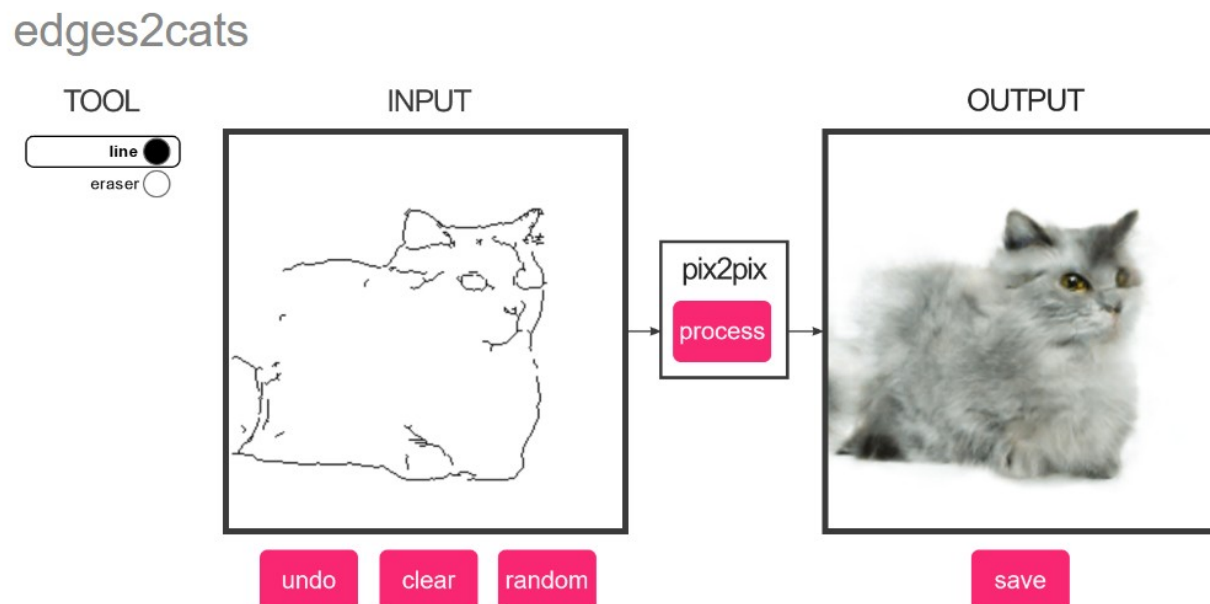 edges2cats
TOOL
INPUT
OUTPUT
line
eraser
pix2pix
process
undo
clear
random
save